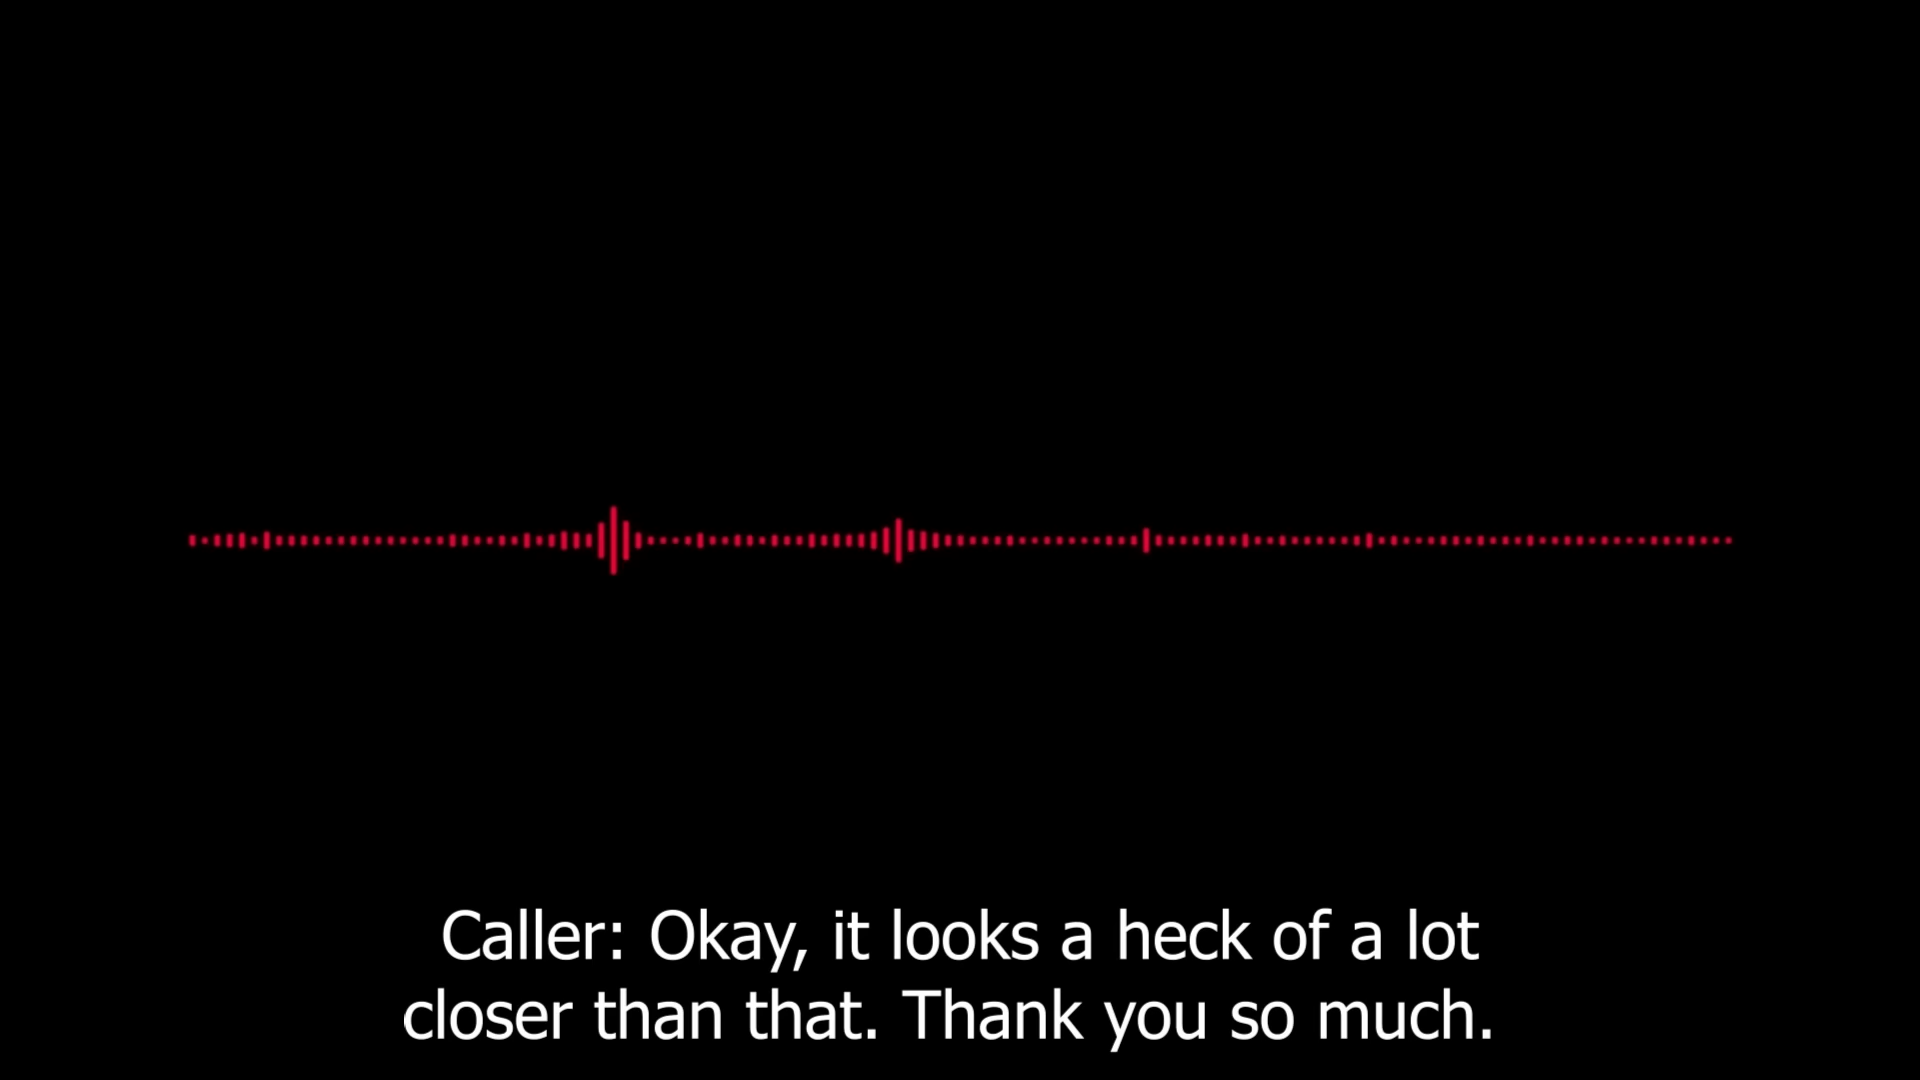 Caller: Okay, it looks a heck of a lot
closer than that. Thank you so much.